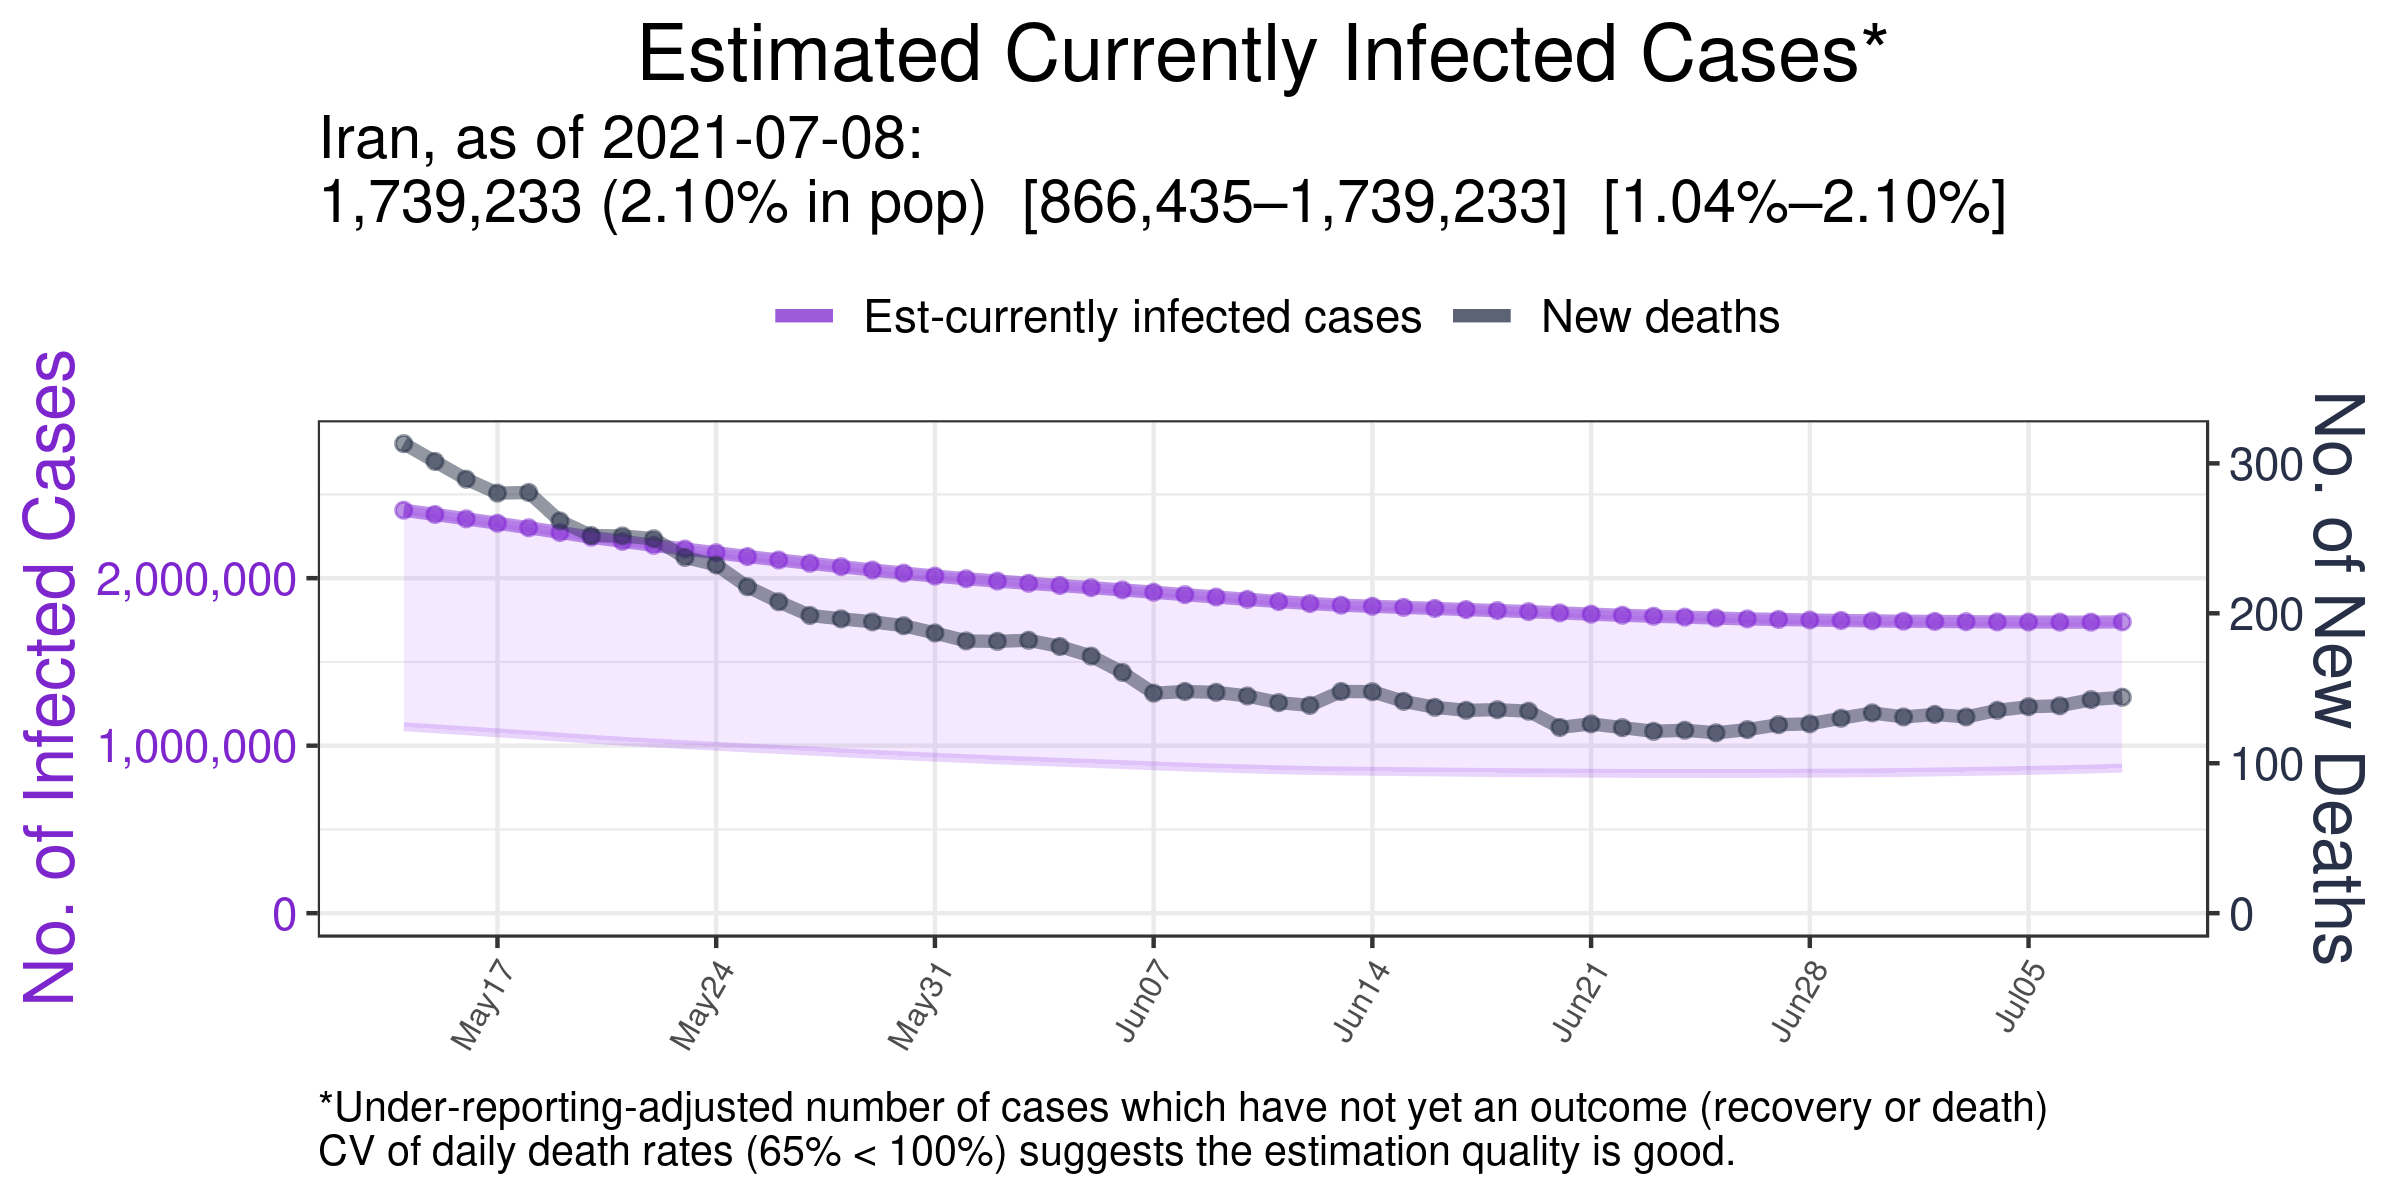 Estimated Currently Infected Cases*
Iran, as of 2021-07-08:
1,739,233 (2.10% in pop)  [866,435–1,739,233]  [1.04%–2.10%]
Est-currently infected cases
New deaths
No. of Infected Cases
2,000,000
1,000,000
0
300
200
100
0
No. of New Deaths
May17
May24
May31
Jun07
Jun14
Jun21
Jun28
Jul05
*Under-reporting-adjusted number of cases which have not yet an outcome (recovery or death)
CV of daily death rates (65% < 100%) suggests the estimation quality is good.